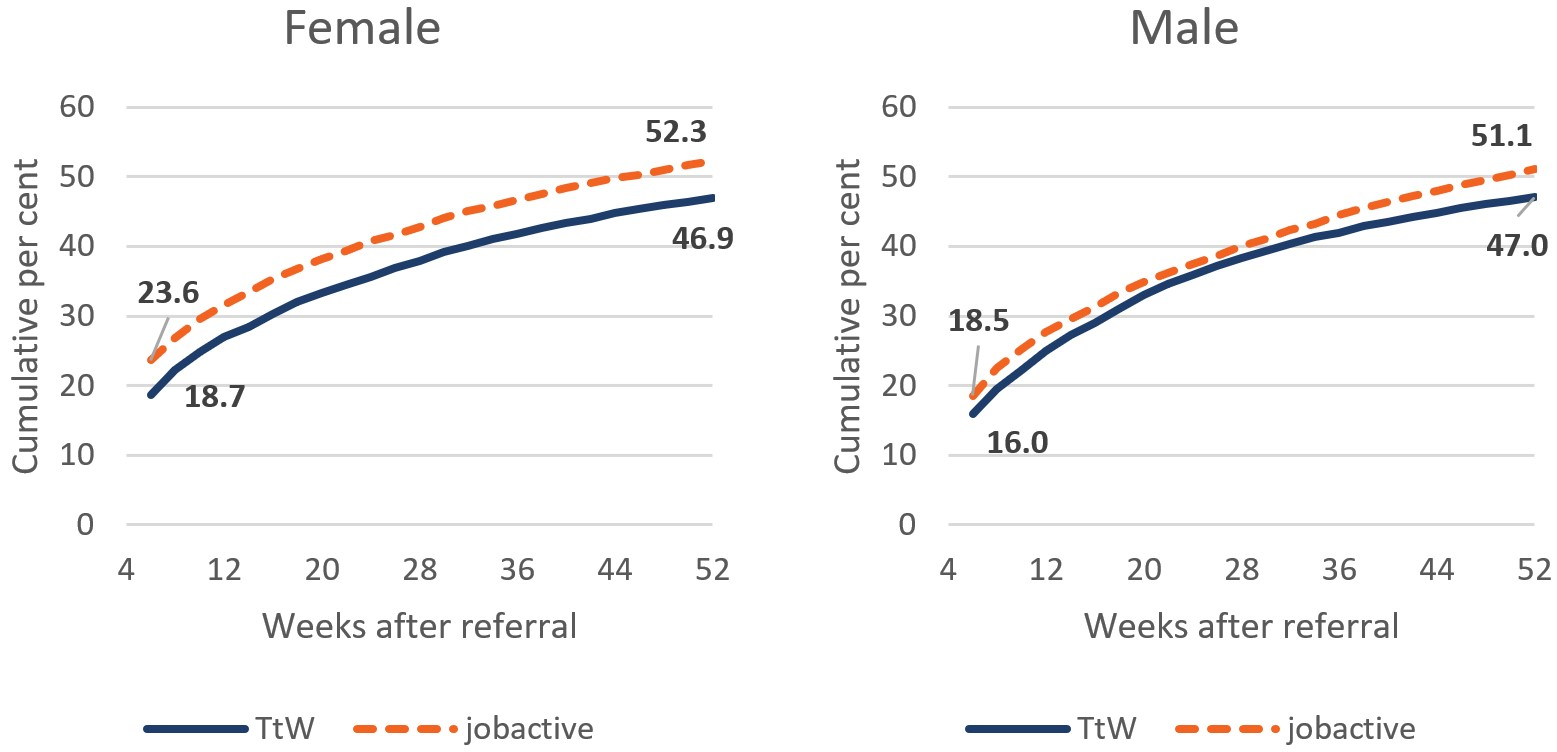 Female
Cumulative per cent
60
50
40
30
20
10
0
52.3
46.9
23.6
18.7
4 12 20 28 36 44 52
Weeks after referral
TtW jobactive
Male
Cumulative per cent
60
50
40
30
20
10
0
51.1
47.0
18.5
16.0
4 12 20 28 36 44 52
Weeks after referral
TtW jobactive